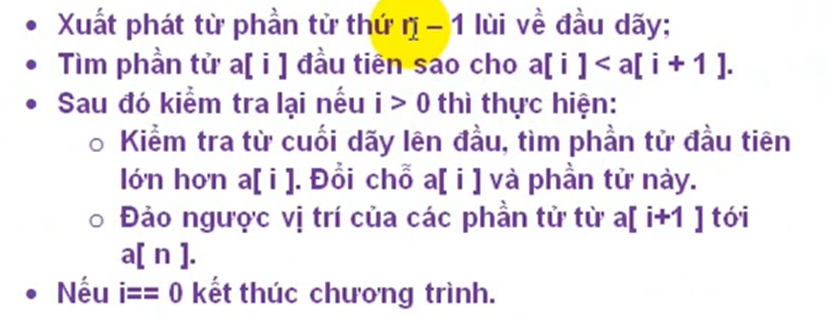 • Xuất phát từ phần tử thứ n – 1 lùi về đầu dãy;
• Tìm phần tử a[ i ] đầu tiên sao cho a[ i ] < a[ i + 1 ].
• Sau đó kiểm tra lại nếu i > 0 thì thực hiện:
o Kiểm tra từ cuối dãy lên đầu, tìm phần tử đầu tiên
lớn hơn a[ i ]. Đổi chỗ a[ i ] và phần tử này.
o Đảo ngược vị trí của các phần tử từ a[ i+1 ] tới
a[ n ].
• Nếu i== 0 kết thúc chương trình.